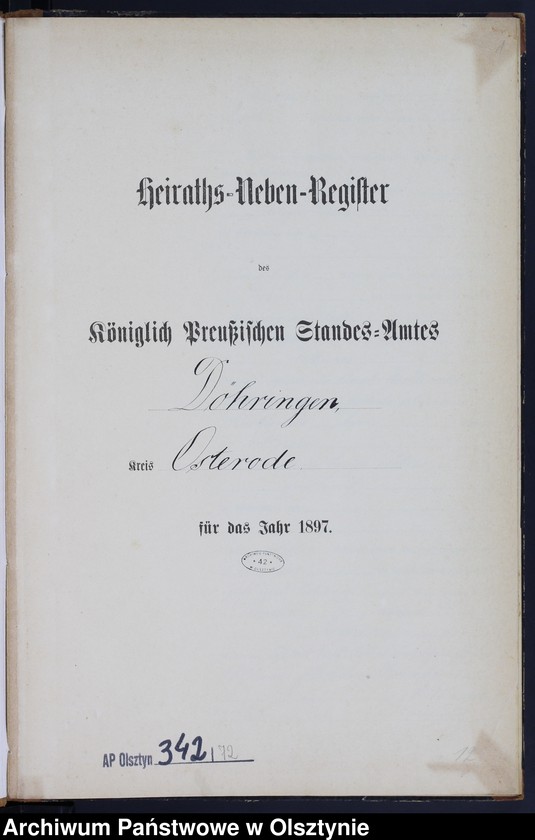 Heiraths-Neben-Register
des
Königlich Preußischen Standes-Amtes
Döhringen,
Kreis Osterode
für das Jahr 1897.
* 42 *
AP Olsztyn 342/72
Archiwum Państwowe w Olsztynie